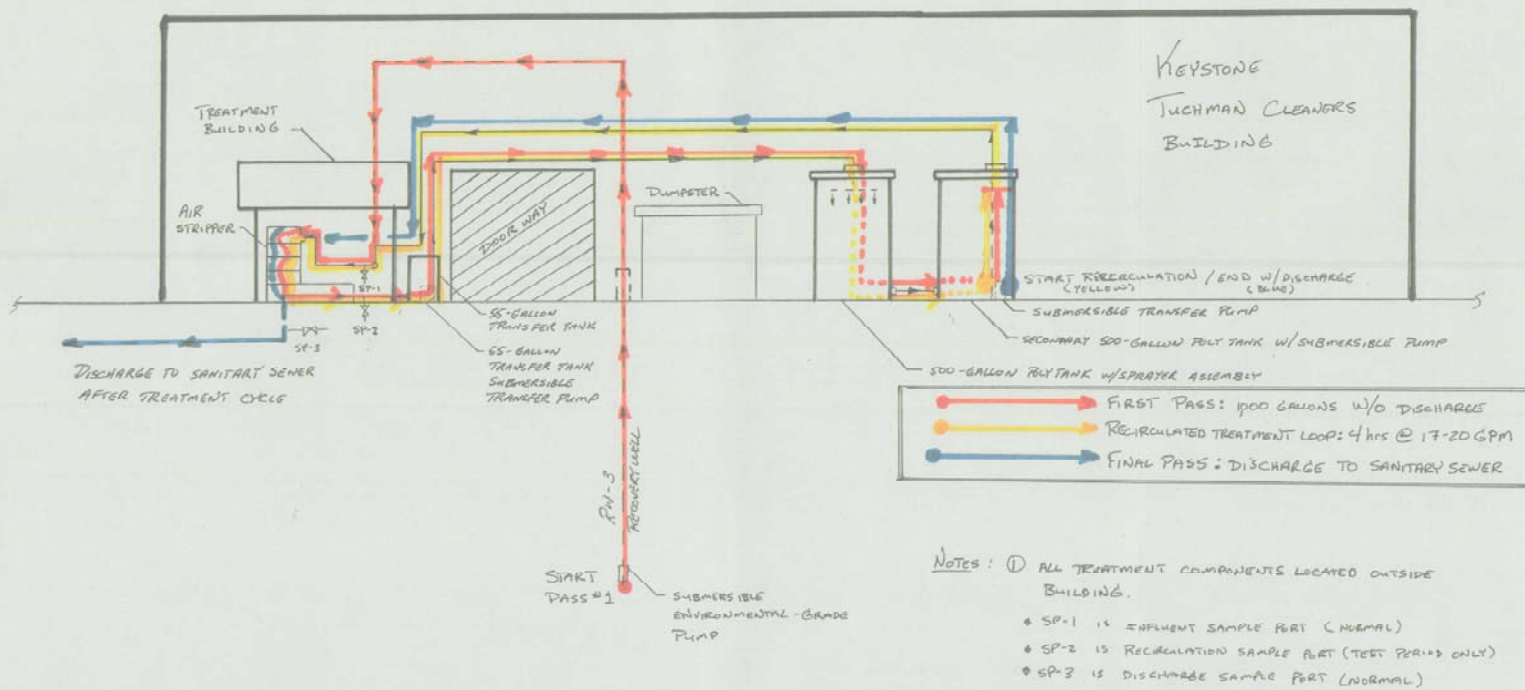 KEYSTONE
TUCHMAN CLEANERS
BUILDING
TREATMENT
BUILDING
AIR
STRIPPER
DOOR WAY
DUMPSTER
SP-1
SP-2
SP-3
START RECIRCULATION / END W/DISCHARGE
(YELLOW) (BLUE)
SUBMERSIBLE TRANSFER PUMP
SECONDARY 500-GALLON POLY TANK W/ SUBMERSIBLE PUMP
500-GALLON POLY TANK W/SPRAYER ASSEMBLY
55-GALLON
TRANSFER TANK
55-GALLON
TRANSFER TANK
SUBMERSIBLE
TRANSFER PUMP
DISCHARGE TO SANITART SEWER
AFTER TREATMENT CYCLE
FIRST PASS: 1000 GALLONS W/O DISCHARGE
RECIRCULATED TREATMENT LOOP: 4 hrs @ 17-20 GPM
FINAL PASS: DISCHARGE TO SANITARY SEWER
RW-3
RECOVERY WELL
START
PASS #1
SUBMERSIBLE
ENVIRONMENTAL-GRADE
PUMP
NOTES: ① ALL TREATMENT COMPONENTS LOCATED OUTSIDE
BUILDING.
* SP-1 IS INFLUENT SAMPLE PORT (NORMAL)
* SP-2 IS RECIRCULATION SAMPLE PORT (TEST PERIOD ONLY)
* SP-3 IS DISCHARGE SAMPLE PORT (NORMAL)